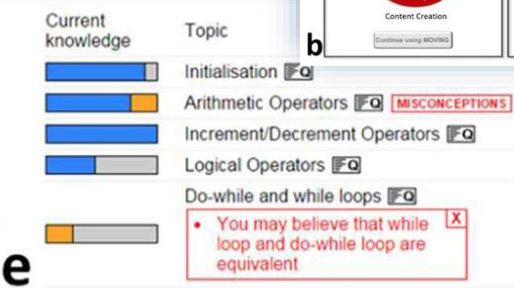 Current
knowledge
Topic
Content Creation
Continue using MOVING
b
Initialisation Q
Arithmetic Operators Q MISCONCEPTIONS
Increment/Decrement Operators Q
Logical Operators Q
Do-while and while loops Q
• You may believe that while X
loop and do-while loop are
equivalent
e